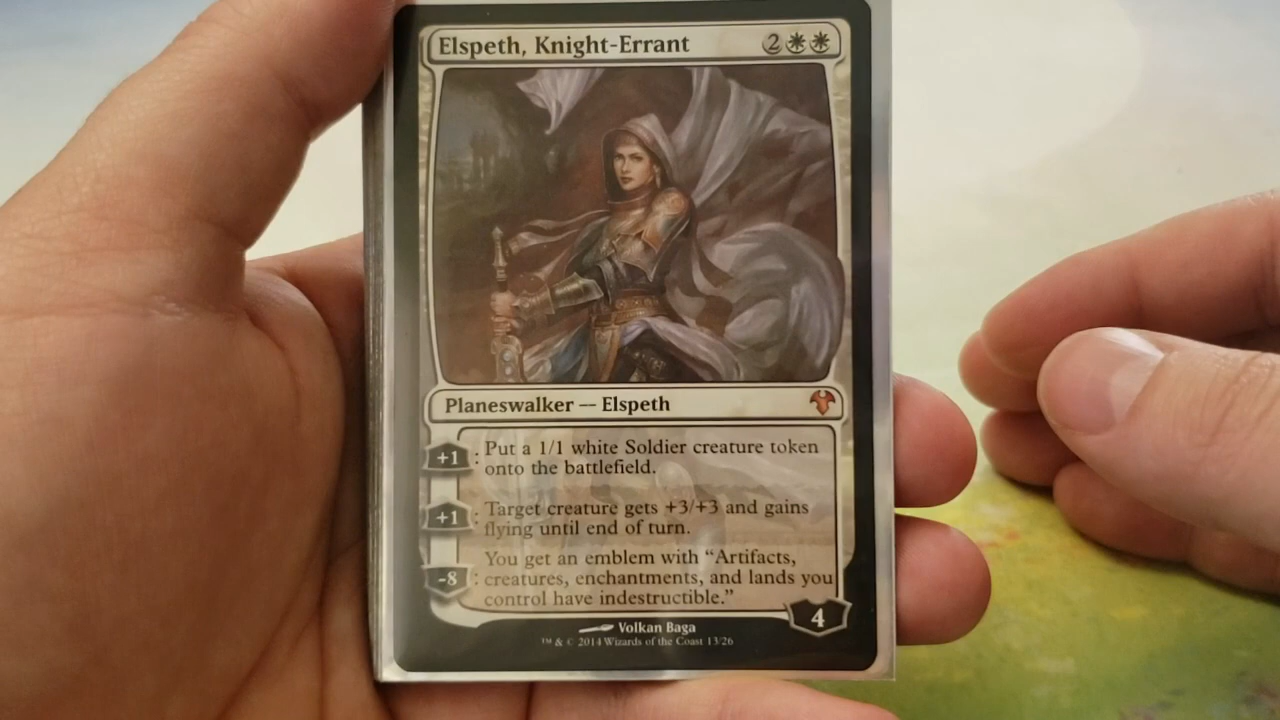 Elspeth, Knight-Errant 2
Planeswalker — Elspeth
+1 : Put a 1/1 white Soldier creature token
onto the battlefield.
+1 : Target creature gets +3/+3 and gains
flying until end of turn.
You get an emblem with “Artifacts,
-8 : creatures, enchantments, and lands you
control have indestructible.”
4
Volkan Baga
™ & © 2014 Wizards of the Coast 13/26